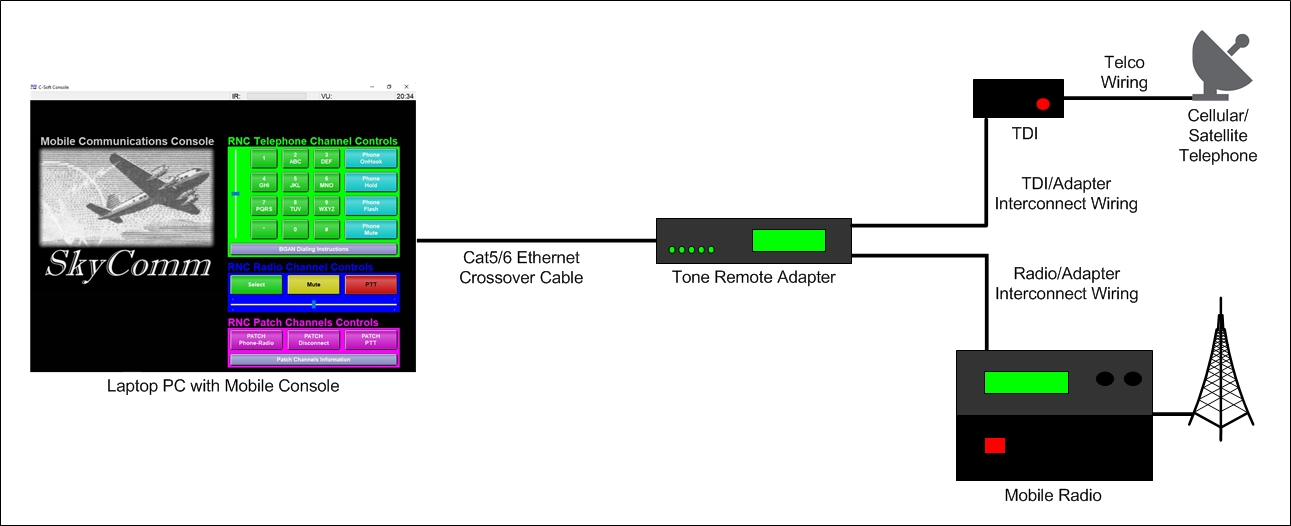 C-Soft Console
IR:
VU:
20:34
Mobile Communications Console
SkyComm
RNC Telephone Channel Controls
1
2
ABC
3
DEF
Phone
OnHook
4
GHI
5
JKL
6
MNO
Phone
Hold
7
PQRS
8
TUV
9
WXYZ
Phone
Flash
*
0
#
Phone
Mute
BGAN Dialing Instructions
RNC Radio Channel Controls
Select
Mute
PTT
RNC Patch Channels Controls
PATCH
Phone-Radio
PATCH
Disconnect
PATCH
PTT
Patch Channels Information
Laptop PC with Mobile Console
Cat5/6 Ethernet
Crossover Cable
Tone Remote Adapter
TDI
Telco
Wiring
Cellular/
Satellite
Telephone
TDI/Adapter
Interconnect Wiring
Radio/Adapter
Interconnect Wiring
Mobile Radio